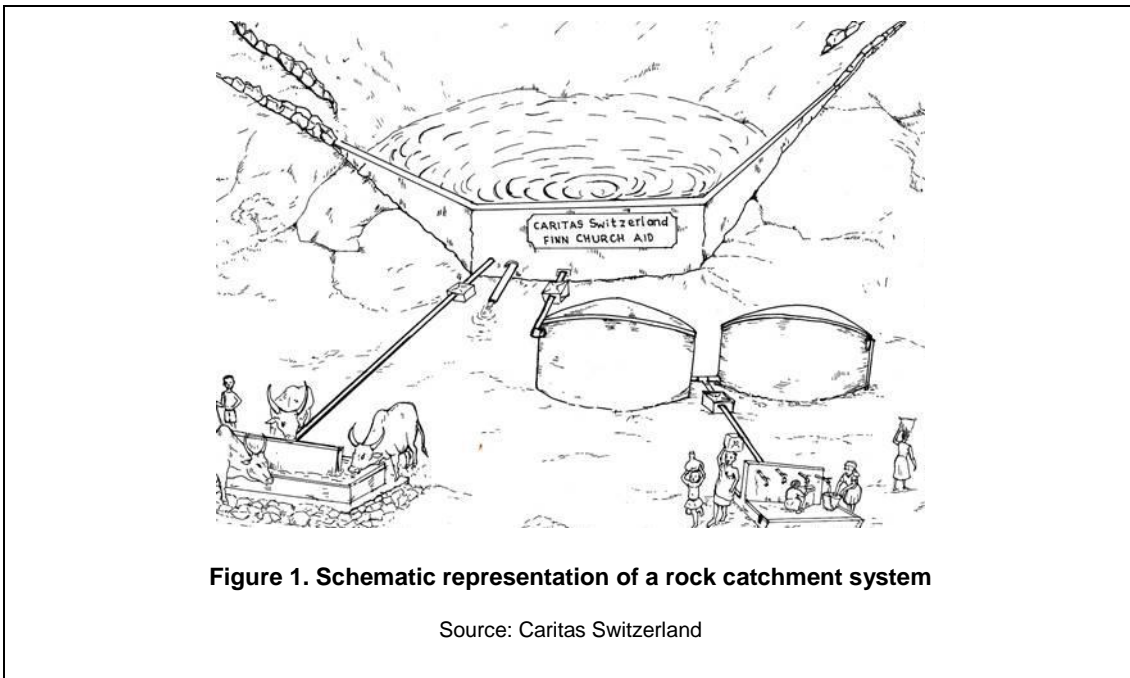 CARITAS Switzerland
FINN CHURCH AID
Figure 1. Schematic representation of a rock catchment system
Source: Caritas Switzerland